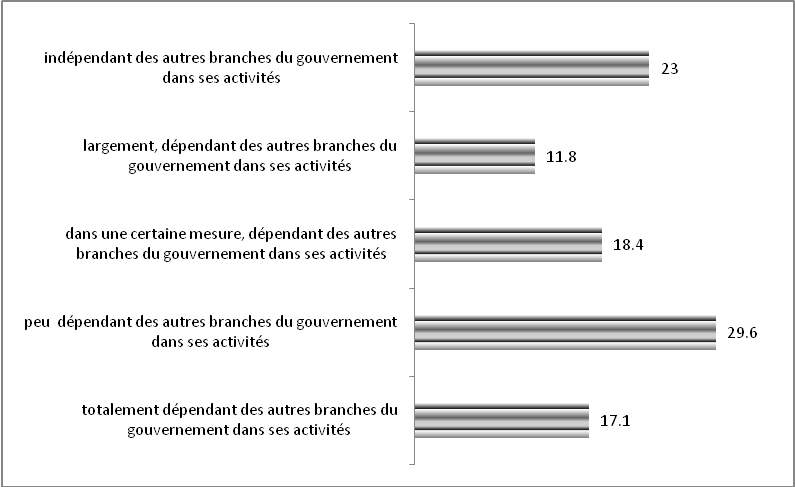 indépendant des autres branches du gouvernement
dans ses activités
23
largement, dépendant des autres branches du
gouvernement dans ses activités
11.8
dans une certaine mesure, dépendant des autres
branches du gouvernement dans ses activités
18.4
peu dépendant des autres branches du gouvernement
dans ses activités
29.6
totalement dépendant des autres branches du
gouvernement dans ses activités
17.1